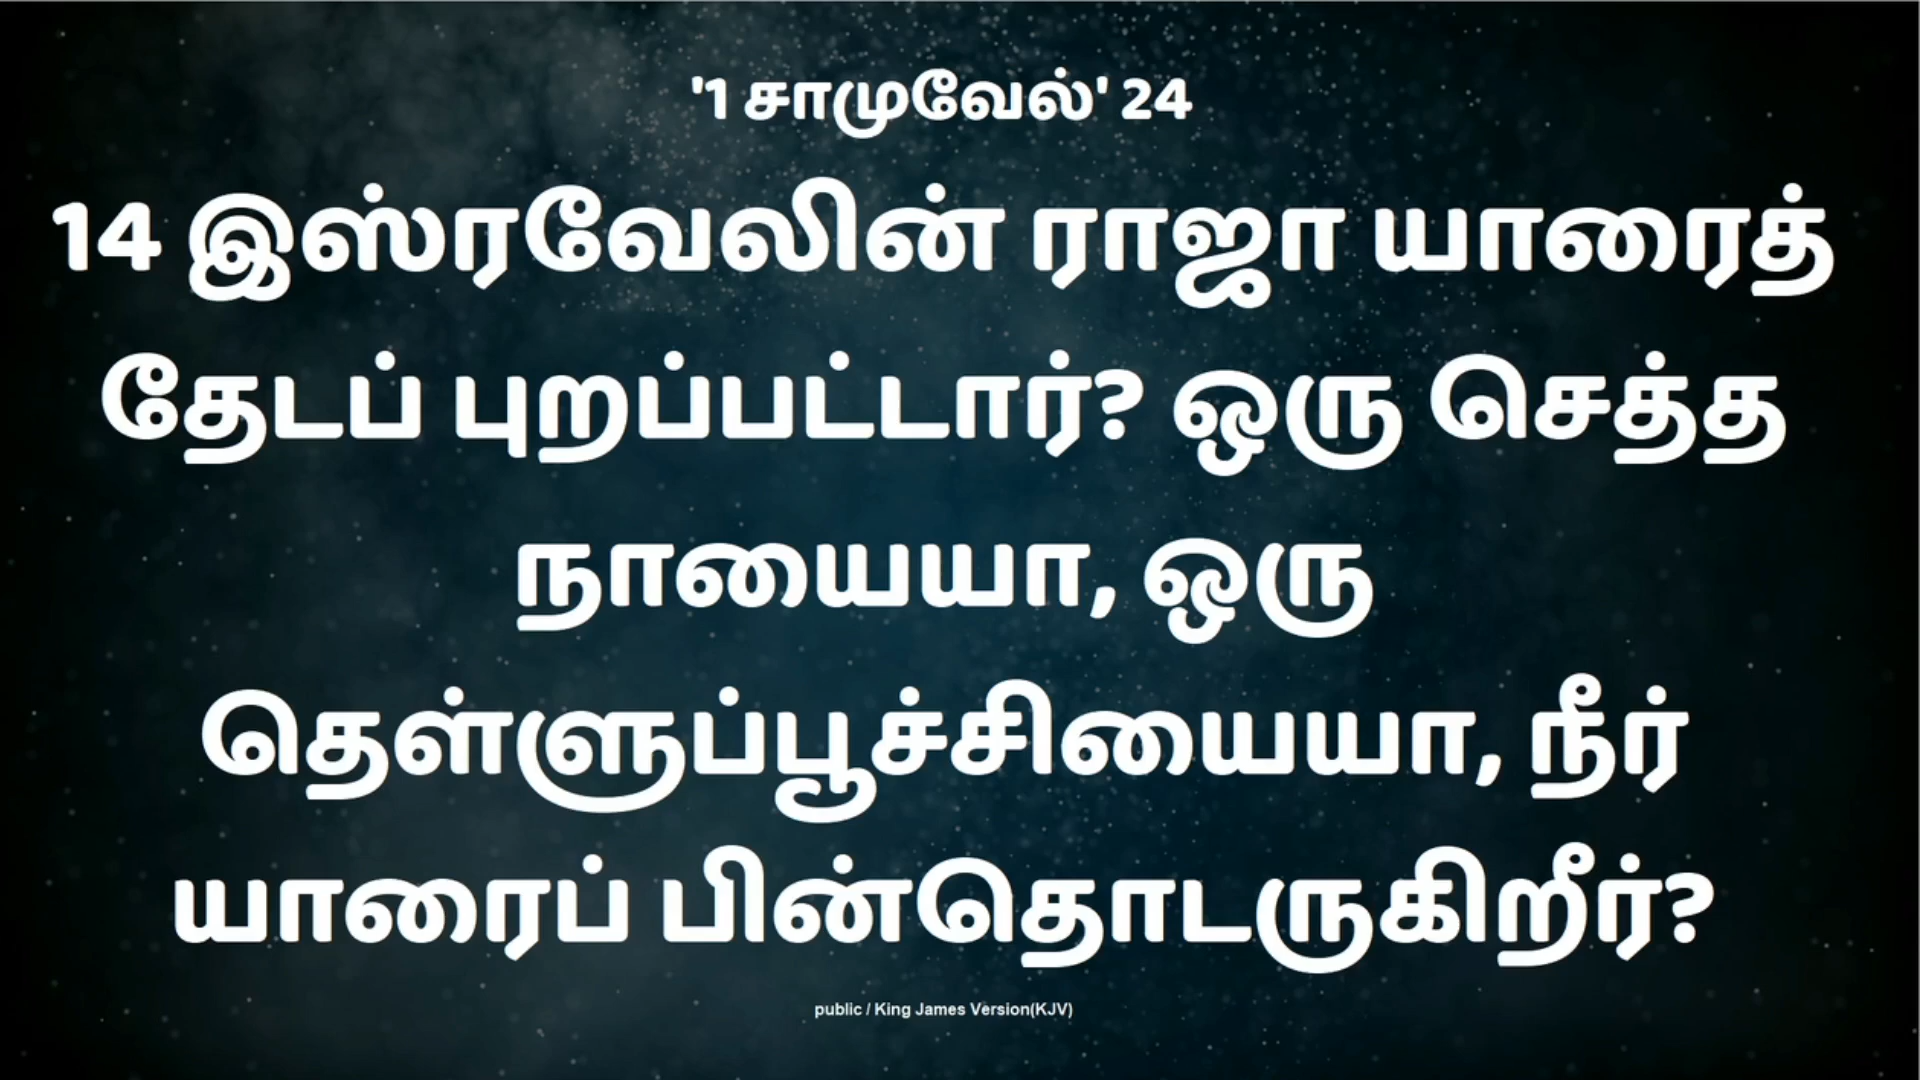 '1 சாமுவேல்' 24
14 இஸ்ரவேலின் ராஜா யாரைத்
தேடப் புறப்பட்டார்? ஒரு செத்த
நாயையா, ஒரு
தெள்ளுப்பூச்சியையா, நீர்
யாரைப் பின்தொடருகிறீர்?
public / King James Version(KJV)